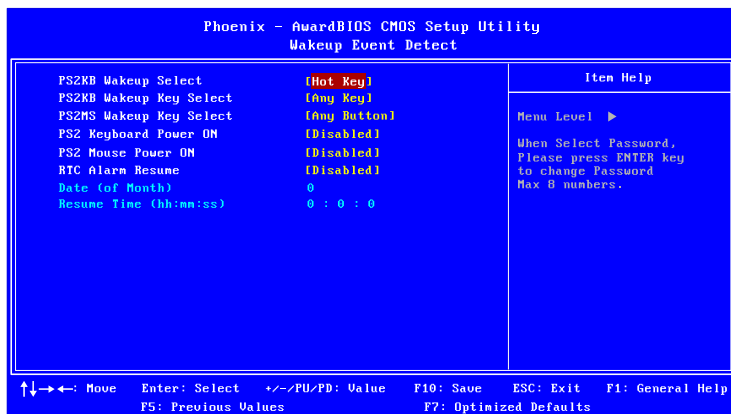 Phoenix - AwardBIOS CMOS Setup Utility
Wakeup Event Detect
PS2KB Wakeup Select [Hot Key]
PS2KB Wakeup Key Select [Any Key]
PS2MS Wakeup Key Select [Any Button]
PS2 Keyboard Power ON [Disabled]
PS2 Mouse Power ON [Disabled]
RTC Alarm Resume [Disabled]
Date (of Month) 0
Resume Time (hh:mm:ss) 0 : 0 : 0
Item Help
Menu Level ▶
When Select Password,
Please press ENTER key
to change Password
Max 8 numbers.
↑↓→←: Move Enter: Select +/-/PU/PD: Value F10: Save ESC: Exit F1: General Help
F5: Previous Values F7: Optimized Defaults